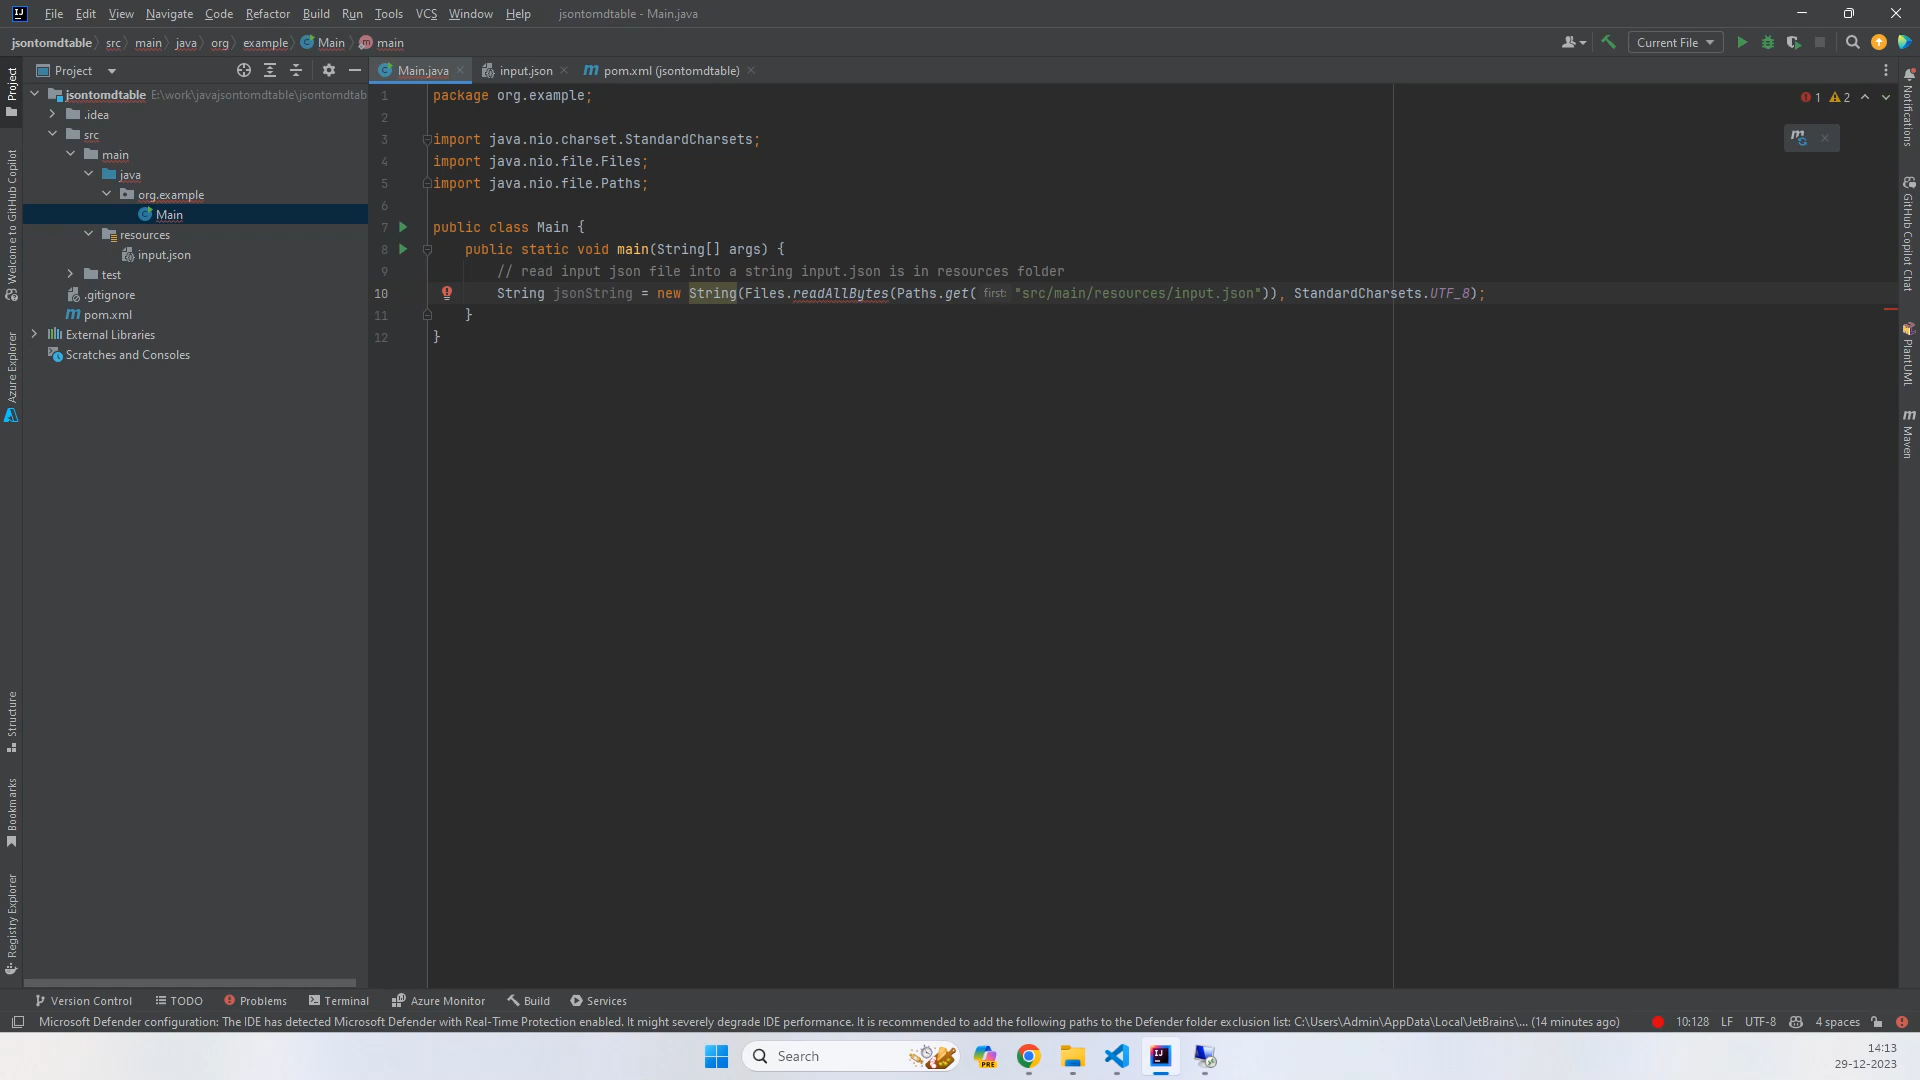 File Edit View Navigate Code Refactor Build Run Tools VCS Window Help jsontomdtable - Main.java
jsontomdtable src main java org example Main main
Current File
Project
Main.java input.json pom.xml (jsontomdtable)
jsontomdtable E:\work\javajsontomdtable\jsontomdtab
.idea
src
main
java
org.example
Main
resources
input.json
test
.gitignore
pom.xml
External Libraries
Scratches and Consoles
1 package org.example;
2
3 import java.nio.charset.StandardCharsets;
4 import java.nio.file.Files;
5 import java.nio.file.Paths;
6
7 public class Main {
8 public static void main(String[] args) {
9 // read input json file into a string input.json is in resources folder
10 String jsonString = new String(Files.readAllBytes(Paths.get( first: "src/main/resources/input.json")), StandardCharsets.UTF_8);
11 }
12 }
1 2
Project
Welcome to GitHub Copilot
Azure Explorer
Structure
Bookmarks
Registry Explorer
Notifications
GitHub Copilot Chat
PlantUML
Maven
Version Control TODO Problems Terminal Azure Monitor Build Services
Microsoft Defender configuration: The IDE has detected Microsoft Defender with Real-Time Protection enabled. It might severely degrade IDE performance. It is recommended to add the following paths to the Defender folder exclusion list: C:\Users\Admin\AppData\Local\JetBrains\... (14 minutes ago) 10:128 LF UTF-8 4 spaces
Search
PRE
14:13
29-12-2023